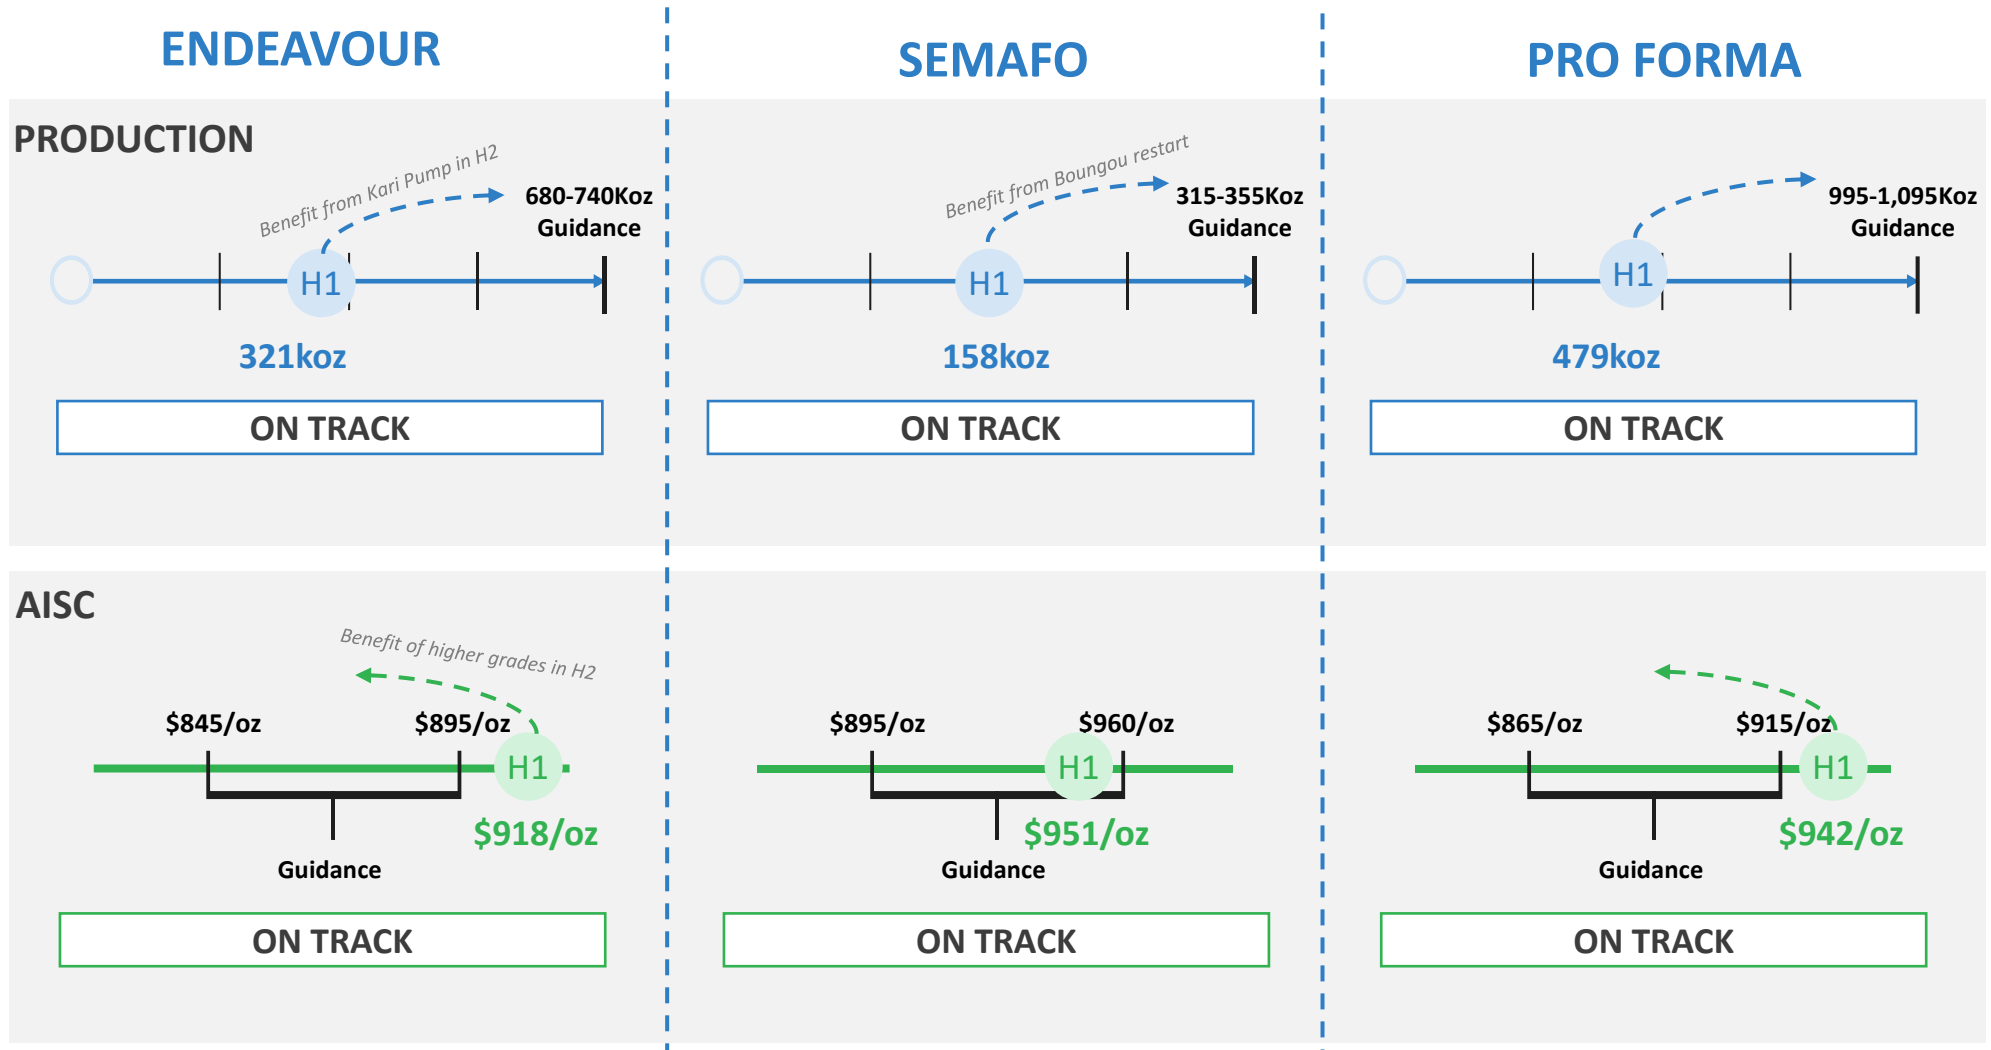 ENDEAVOUR
SEMAFO
PRO FORMA
PRODUCTION
Benefit from Kari Pump in H2
680-740Koz
Guidance
H1
321koz
ON TRACK
Benefit from Boungou restart
315-355Koz
Guidance
H1
158koz
ON TRACK
995-1,095Koz
Guidance
H1
479koz
ON TRACK
AISC
Benefit of higher grades in H2
$845/oz
$895/oz
H1
$918/oz
Guidance
ON TRACK
$895/oz
$960/oz
H1
$951/oz
Guidance
ON TRACK
$865/oz
$915/oz
H1
$942/oz
Guidance
ON TRACK